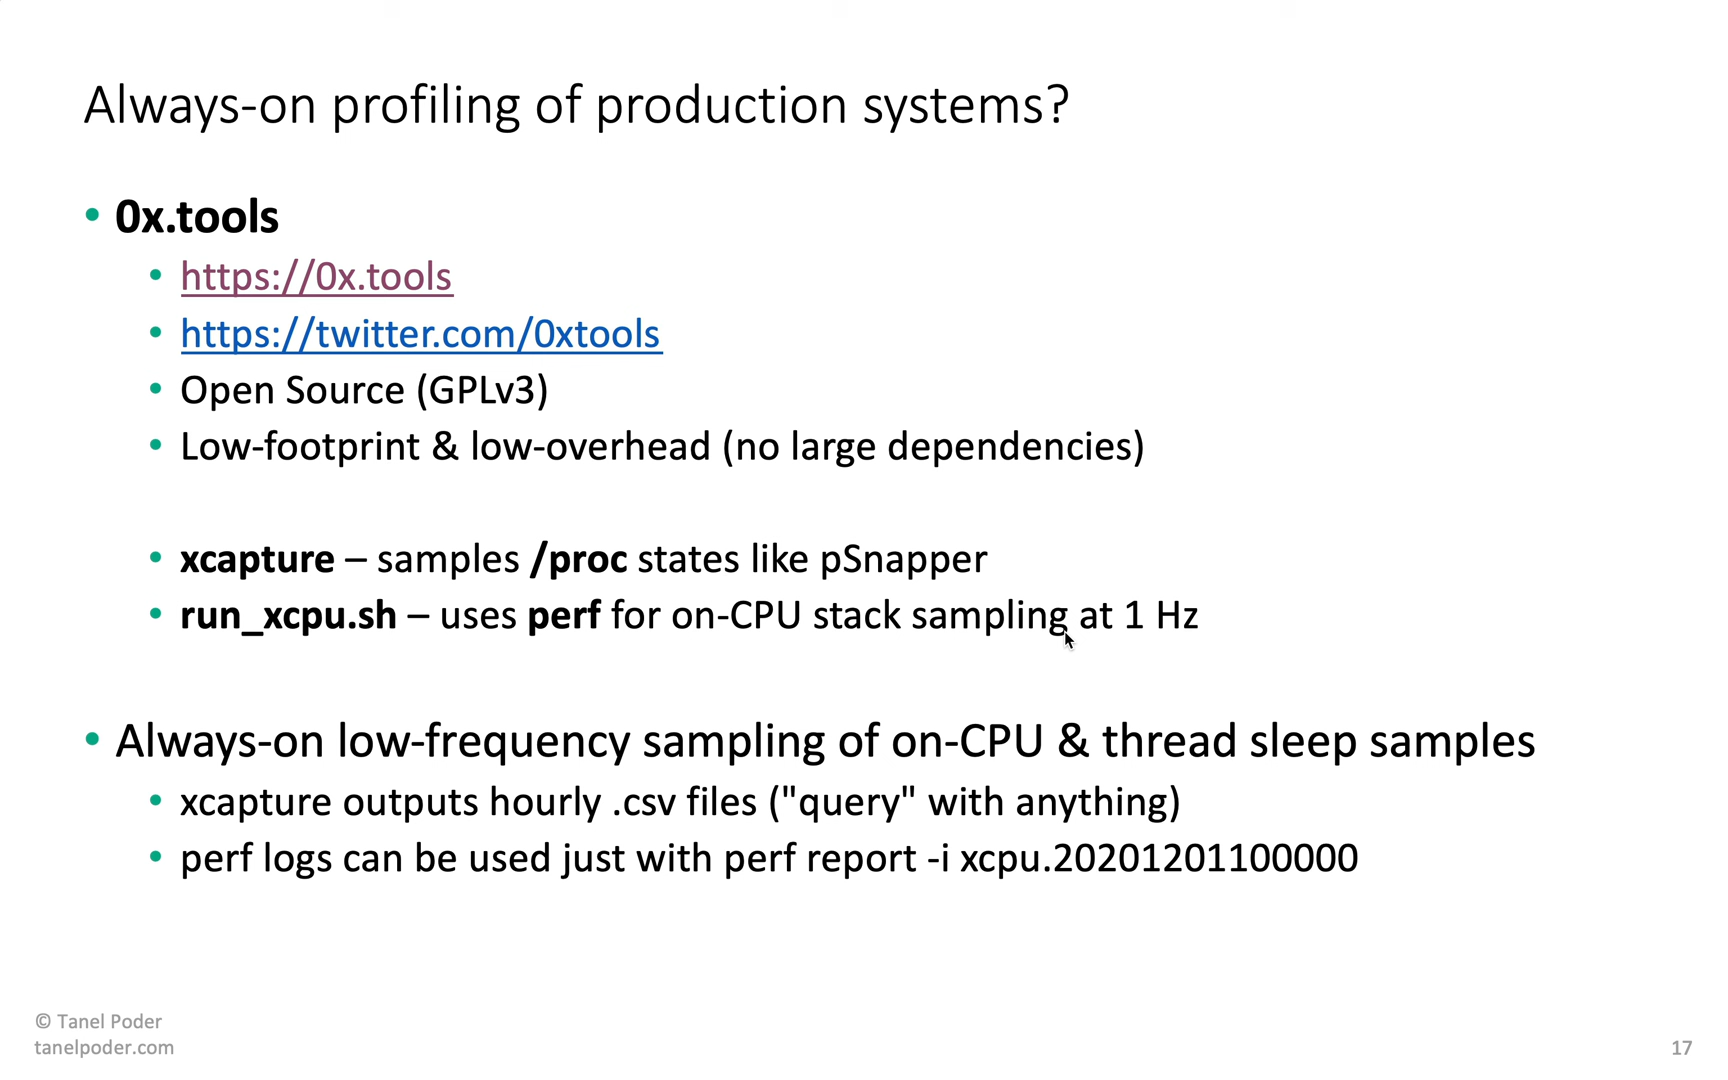 Always-on profiling of production systems?
• 0x.tools
• https://0x.tools
• https://twitter.com/0xtools
• Open Source (GPLv3)
• Low-footprint & low-overhead (no large dependencies)
• xcapture – samples /proc states like pSnapper
• run_xcpu.sh – uses perf for on-CPU stack sampling at 1 Hz
• Always-on low-frequency sampling of on-CPU & thread sleep samples
• xcapture outputs hourly .csv files ("query" with anything)
• perf logs can be used just with perf report -i xcpu.20201201100000
© Tanel Poder
tanelpoder.com
17